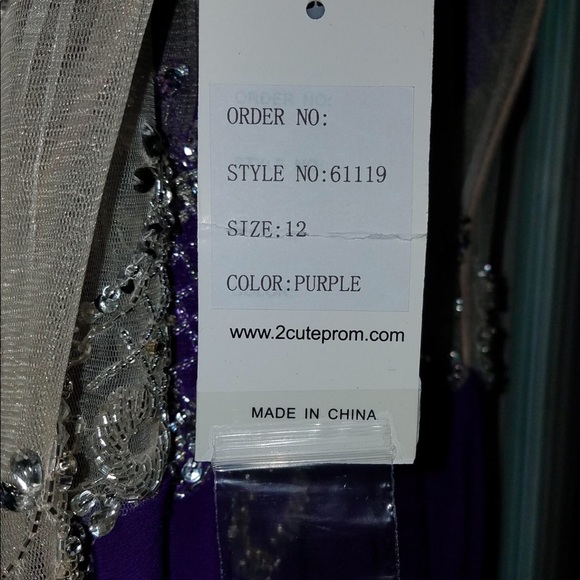 ORDER NO:
STYLE NO:61119
SIZE:12
COLOR:PURPLE
www.2cuteprom.com
MADE IN CHINA